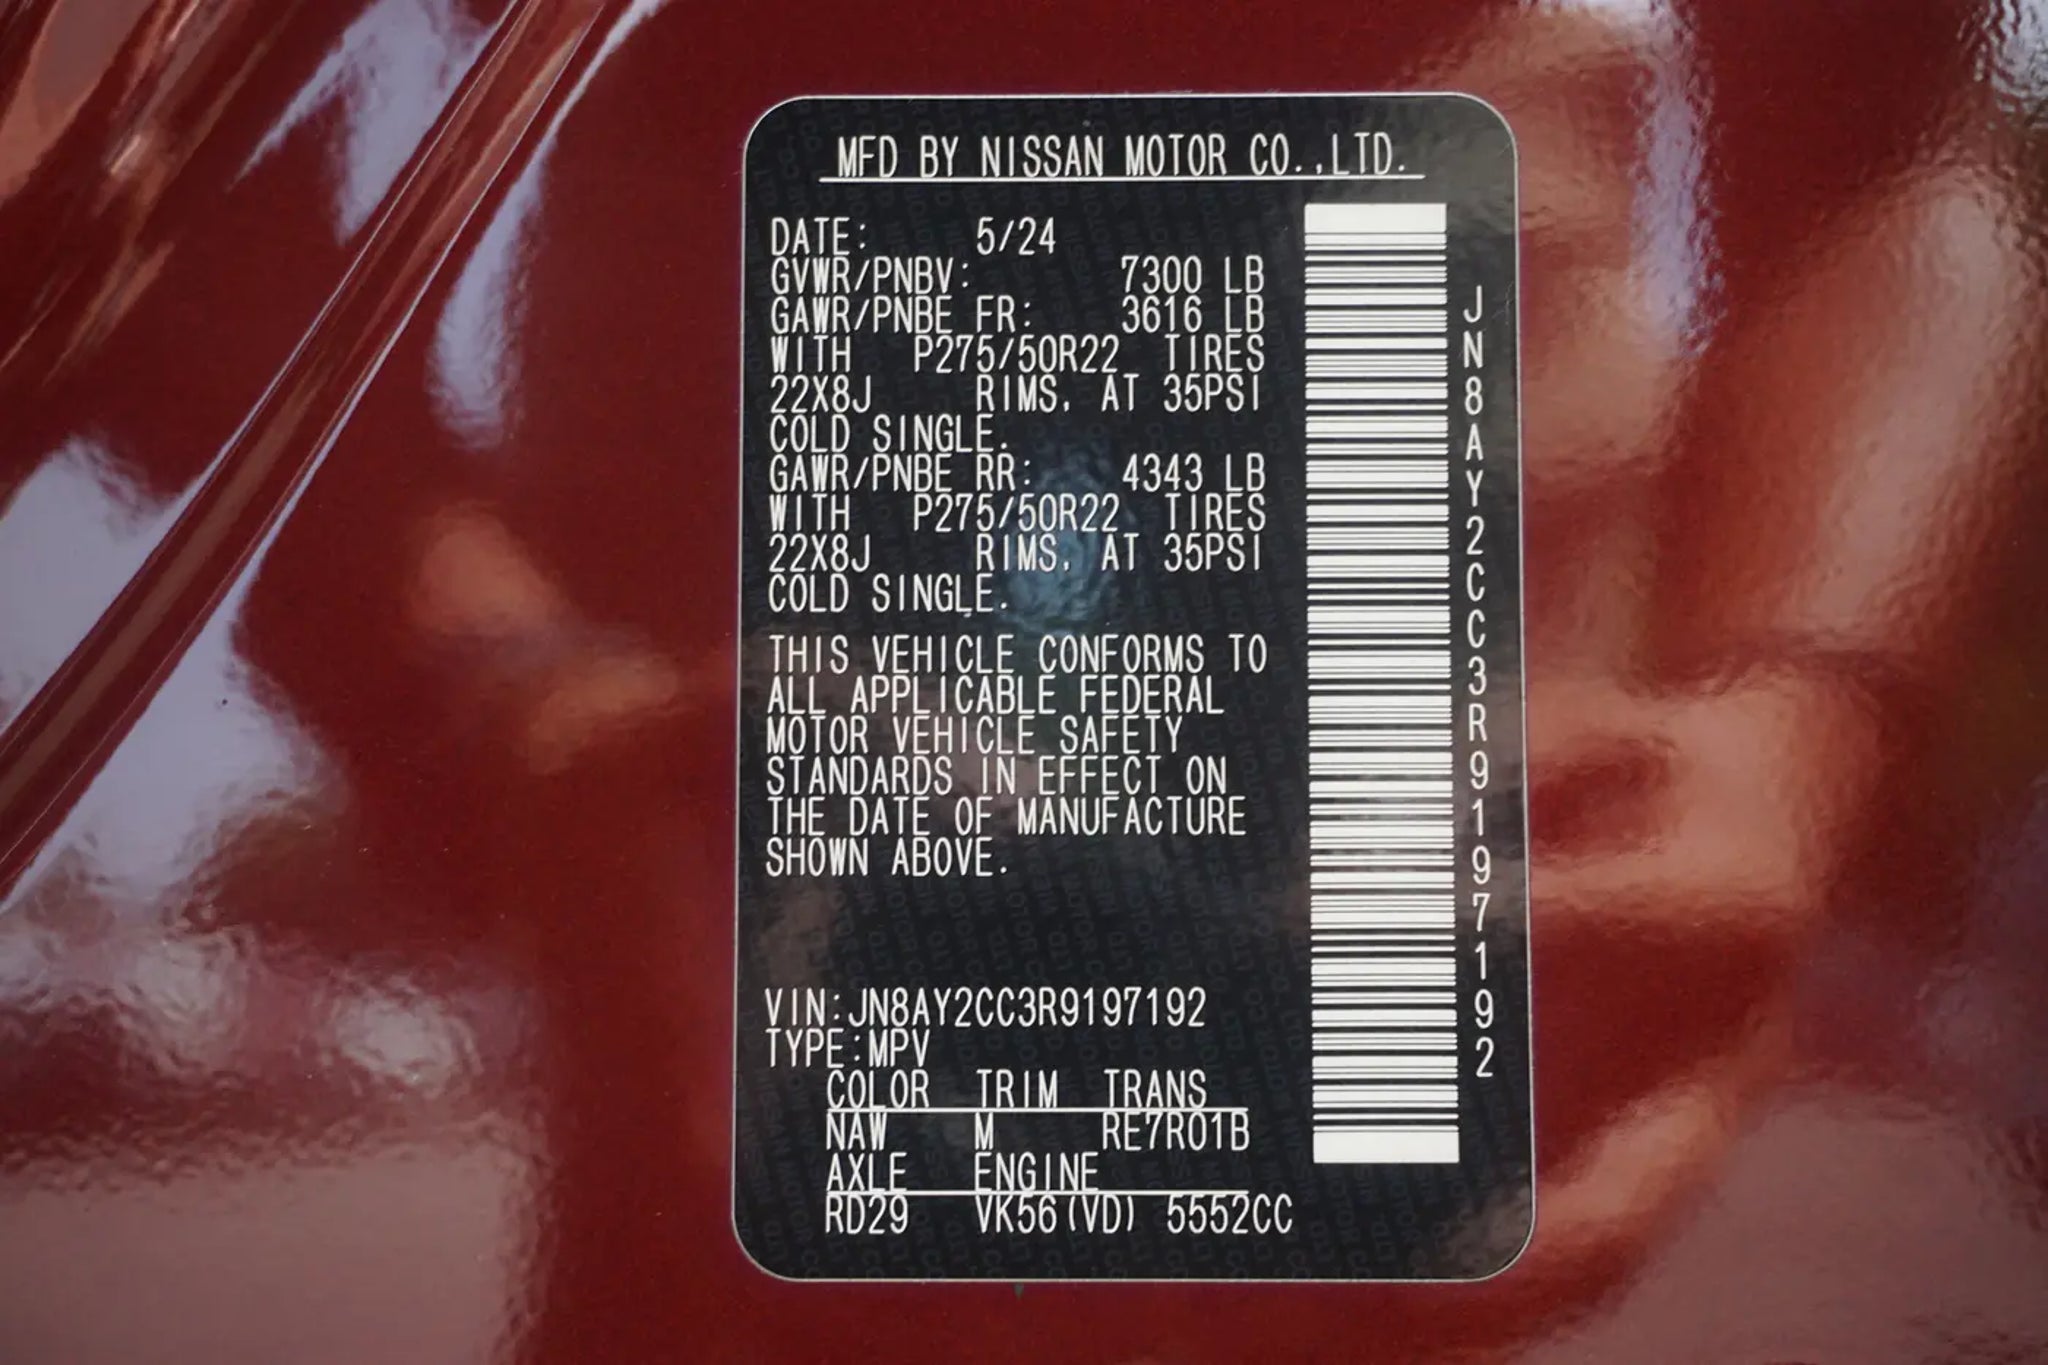 MFD BY NISSAN MOTOR CO.,LTD.
DATE: 5/24
GVWR/PNBV: 7300 LB
GAWR/PNBE FR: 3616 LB
WITH P275/50R22 TIRES
22X8J RIMS, AT 35PSI
COLD SINGLE.
GAWR/PNBE RR: 4343 LB
WITH P275/50R22 TIRES
22X8J RIMS, AT 35PSI
COLD SINGLE.
THIS VEHICLE CONFORMS TO
ALL APPLICABLE FEDERAL
MOTOR VEHICLE SAFETY
STANDARDS IN EFFECT ON
THE DATE OF MANUFACTURE
SHOWN ABOVE.
VIN:JN8AY2CC3R9197192
TYPE:MPV
COLOR TRIM TRANS
NAW M RE7R01B
AXLE ENGINE
RD29 VK56(VD) 5552CC
JN8AY2CC3R9197192